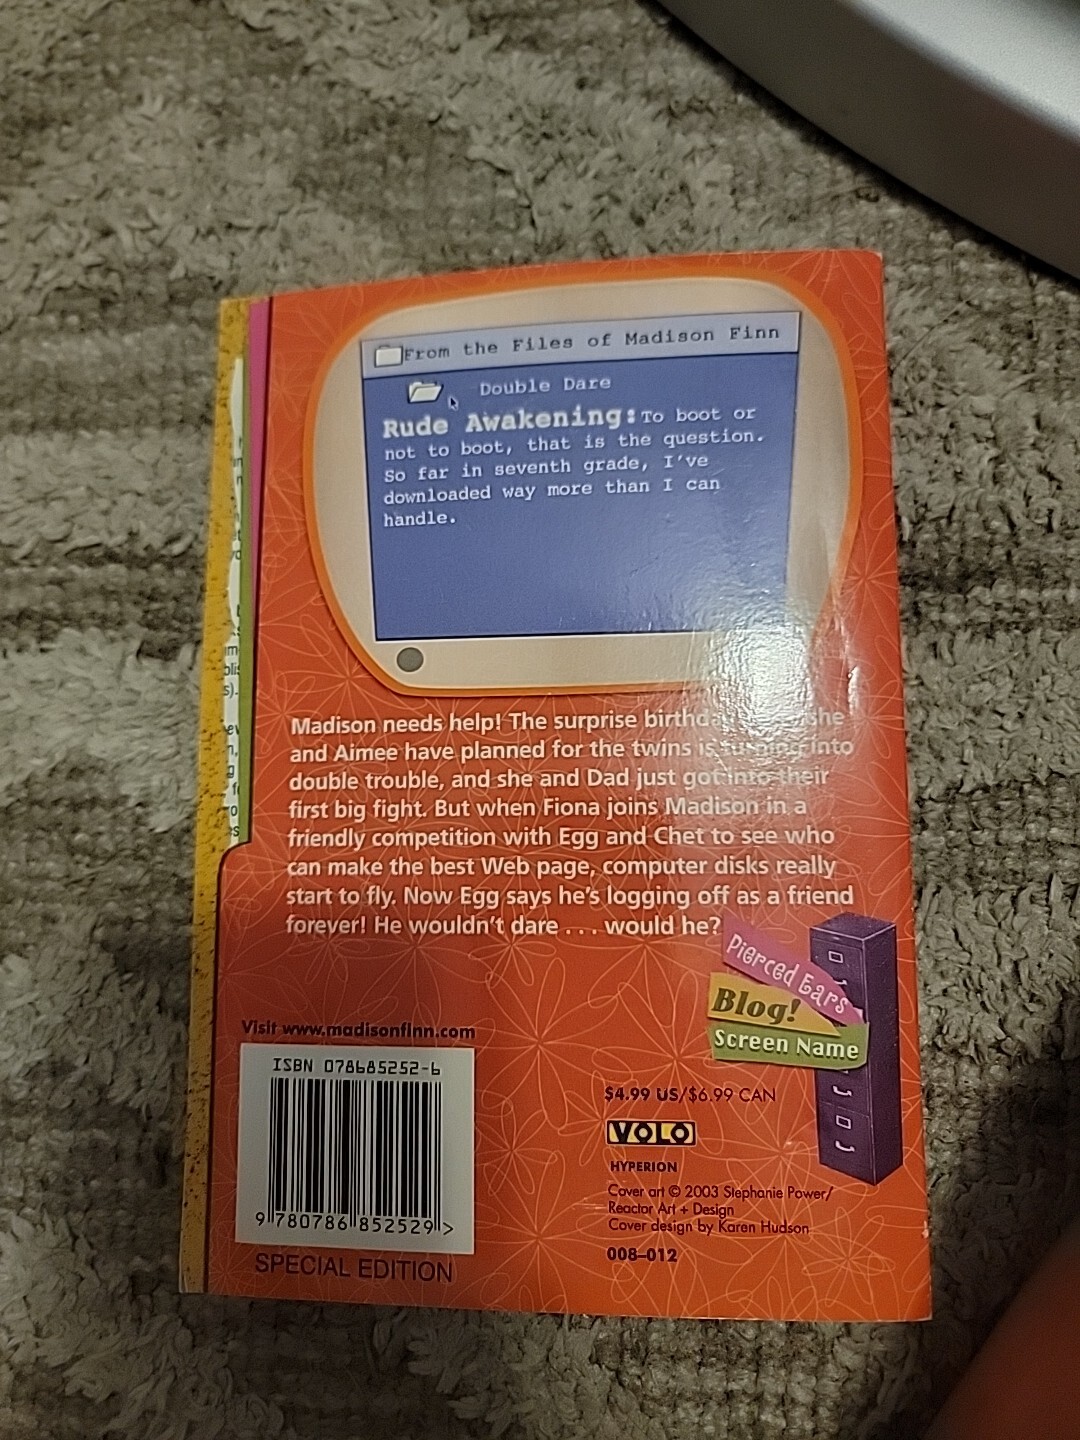 From the Files of Madison Finn
Double Dare
Rude Awakening: To boot or
not to boot, that is the question.
So far in seventh grade, I've
downloaded way more than I can
handle.
Madison needs help! The surprise she
and Aimee have planned for the twins is turning into
double trouble, and she and Dad just got into their
first big fight. But when Fiona joins Madison in a
friendly competition with Egg and Chet to see who
can make the best Web page, computer disks really
start to fly. Now Egg says he's logging off as a friend
forever! He wouldn't dare . . . would he?
Pierced Ears
Blog!
Screen Name
Visit www.madisonfinn.com
ISBN 078685252-6
9 780786 852529 >
SPECIAL EDITION
$4.99 US/$6.99 CAN
VOLO
HYPERION
Cover art © 2003 Stephanie Power/
Reactor Art + Design
Cover design by Karen Hudson
008–012